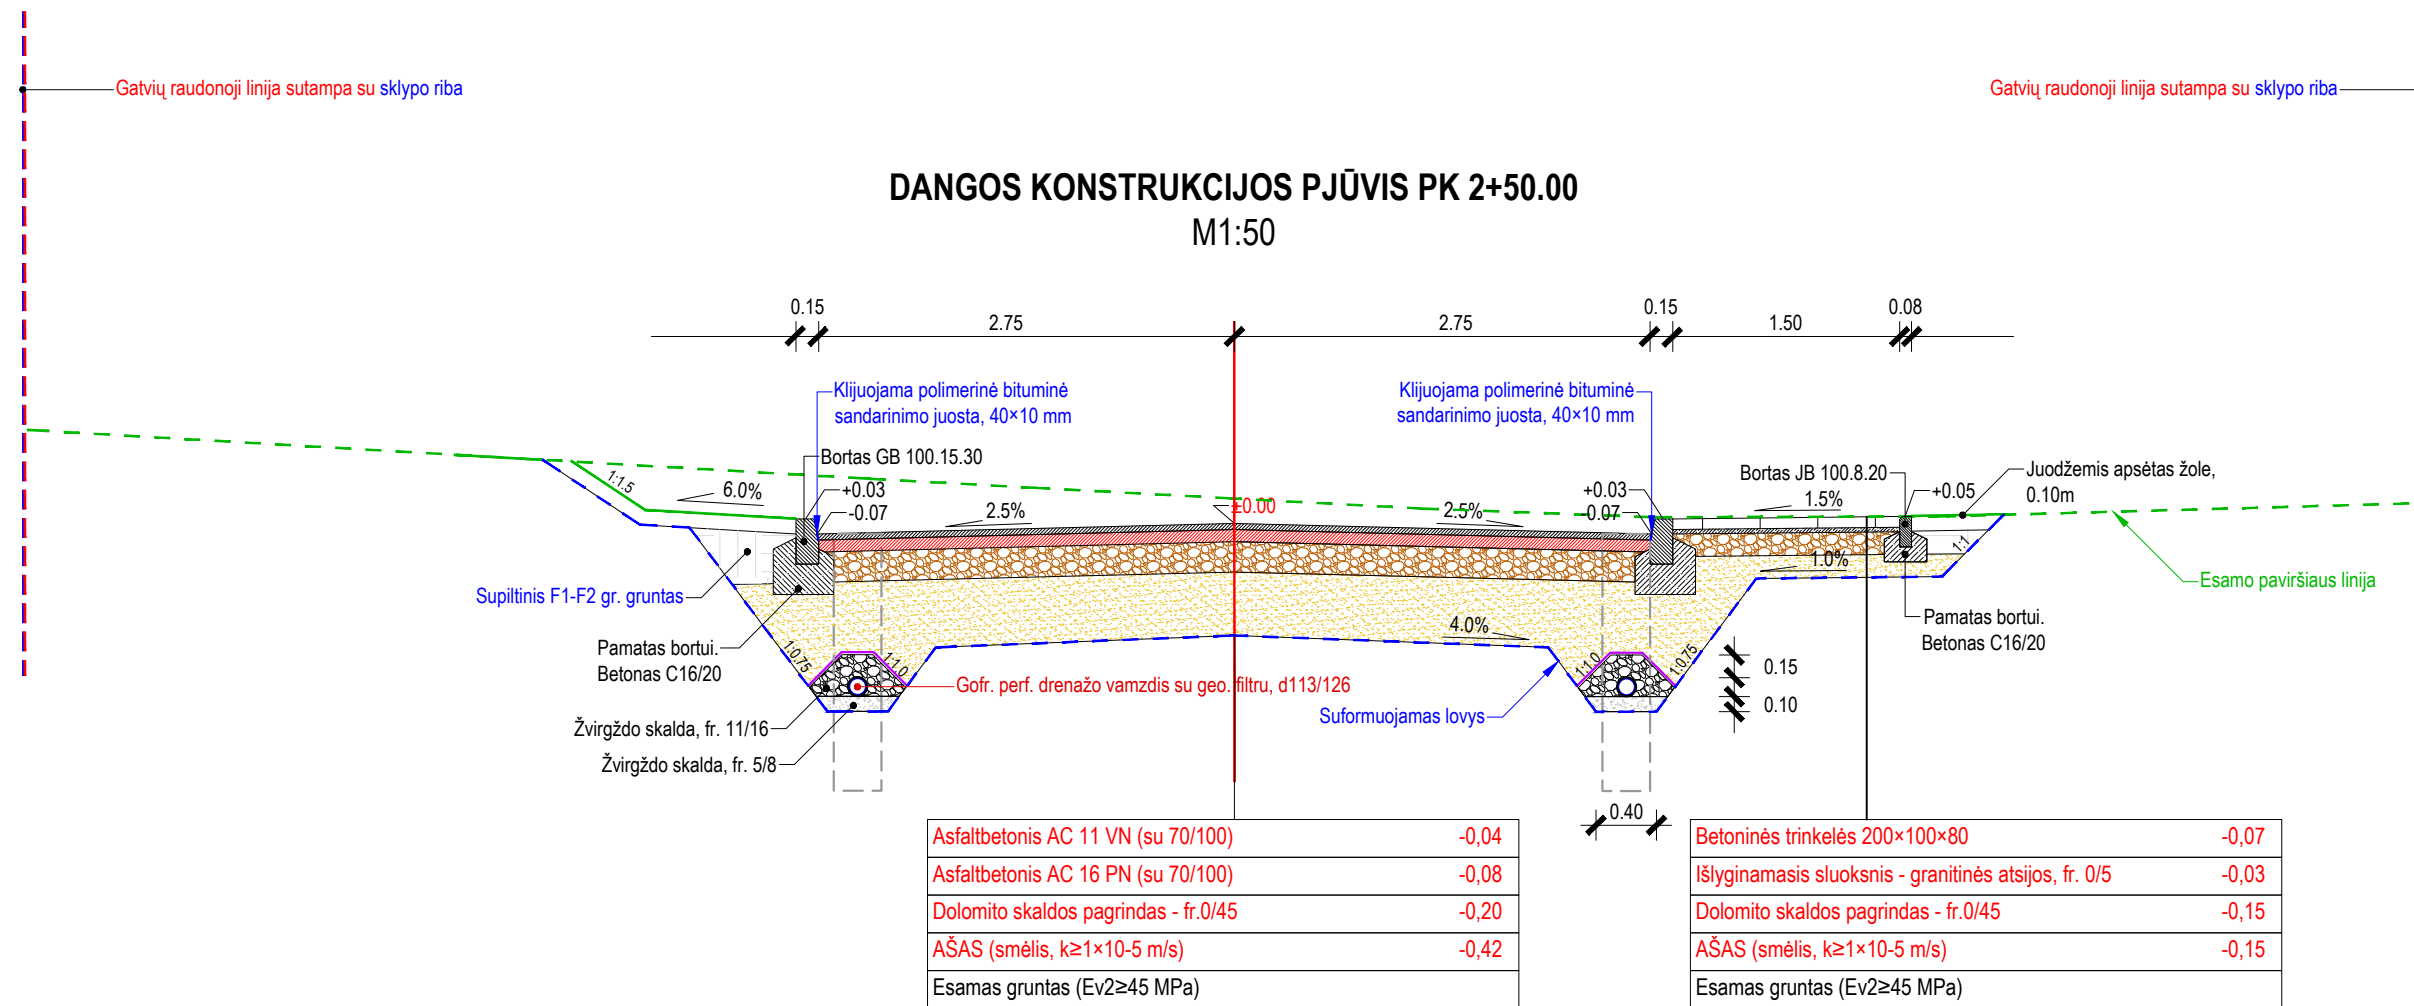 Gatvių raudonoji linija sutampa su sklypo riba
Gatvių raudonoji linija sutampa su sklypo riba
DANGOS KONSTRUKCIJOS PJŪVIS PK 2+50.00
M1:50
0.15
2.75
2.75
0.15
1.50
0.08
Klijuojama polimerinė bituminė
sandarinimo juosta, 40×10 mm
Klijuojama polimerinė bituminė
sandarinimo juosta, 40×10 mm
Bortas GB 100.15.30
Bortas JB 100.8.20
Juodžemis apsėtas žole,
0.10m
1:1.5
6.0%
+0.03
-0.07
2.5%
±0.00
2.5%
+0.03
-0.07
1.5%
+0.05
1:1
1.0%
Esamo paviršiaus linija
Supiltinis F1-F2 gr. gruntas
Pamatas bortui.
Betonas C16/20
4.0%
Pamatas bortui.
Betonas C16/20
1:0.75
1:1.0
1:1.0
1:0.75
0.15
0.10
Gofr. perf. drenažo vamzdis su geo. filtru, d113/126
Suformuojamas lovys
Žvirgždo skalda, fr. 11/16
Žvirgždo skalda, fr. 5/8
0.40
Asfaltbetonis AC 11 VN (su 70/100) -0,04
Asfaltbetonis AC 16 PN (su 70/100) -0,08
Dolomito skaldos pagrindas - fr.0/45 -0,20
AŠAS (smėlis, k≥1×10-5 m/s) -0,42
Esamas gruntas (Ev2≥45 MPa)
Betoninės trinkelės 200×100×80 -0,07
Išlyginamasis sluoksnis - granitinės atsijos, fr. 0/5 -0,03
Dolomito skaldos pagrindas - fr.0/45 -0,15
AŠAS (smėlis, k≥1×10-5 m/s) -0,15
Esamas gruntas (Ev2≥45 MPa)